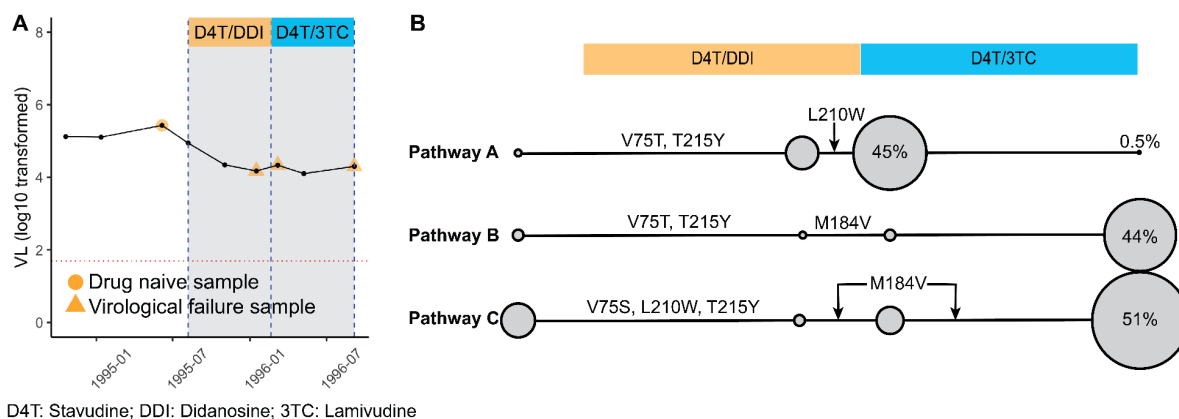 A
D4T/DDI
D4T/3TC
8
6
4
2
0
VL (log10 transformed)
Drug naive sample
Virological failure sample
1995-01
1995-07
1996-01
1996-07
D4T: Stavudine; DDI: Didanosine; 3TC: Lamivudine
B
D4T/DDI
D4T/3TC
Pathway A
V75T, T215Y
L210W
45%
0.5%
Pathway B
V75T, T215Y
M184V
44%
Pathway C
V75S, L210W, T215Y
M184V
51%